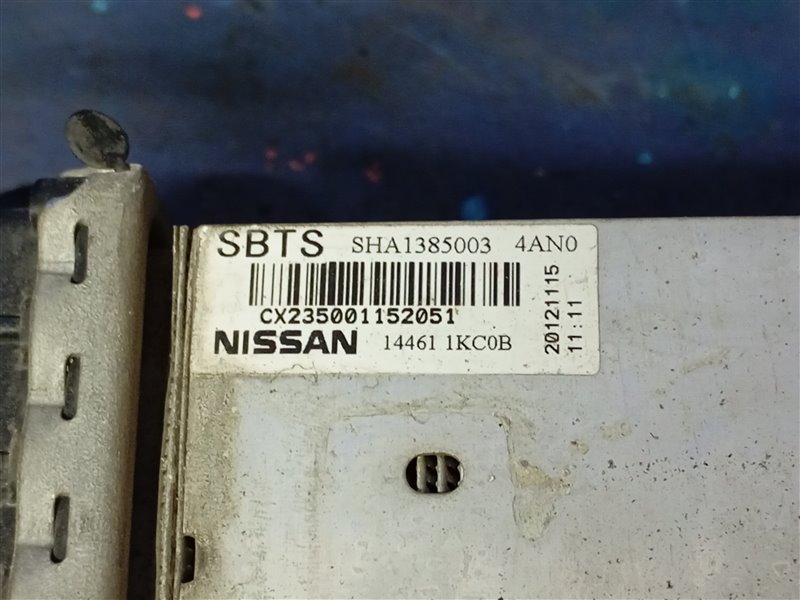 SBTS SHA1385003 4AN0
CX235001152051
NISSAN 14461 1KC0B
20121115
11:11